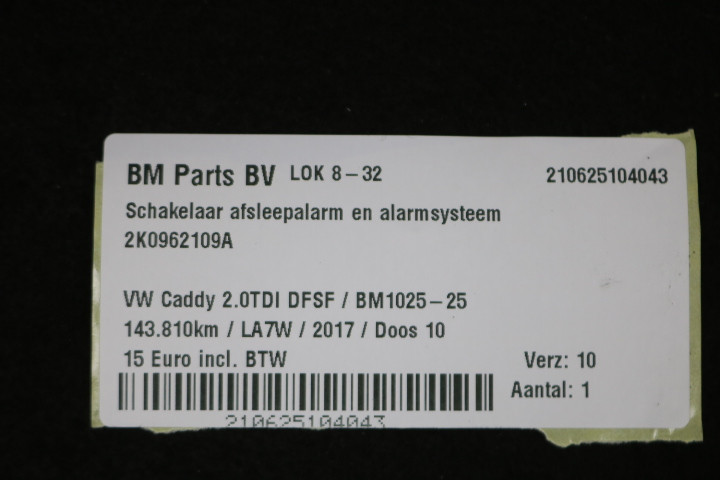 BM Parts BV LOK 8-32 210625104043
Schakelaar afsleepalarm en alarmsysteem
2K0962109A
VW Caddy 2.0TDI DFSF / BM1025-25
143.810km / LA7W / 2017 / Doos 10
15 Euro incl. BTW Verz: 10
Aantal: 1
210625104043